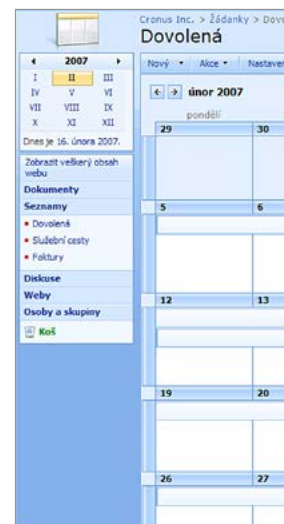 Cronus Inc. > Žádanky > Dovo
Dovolená
2007
I II III
IV V VI
VII VIII IX
X XI XII
Dnes je 16. února 2007.
Zobrazit veškerý obsah
webu
Dokumenty
Seznamy
Dovolená
Služební cesty
Faktury
Diskuse
Weby
Osoby a skupiny
Koš
Nový Akce Nastaven
únor 2007
pondělí
29 30
5 6
12 13
19 20
26 27